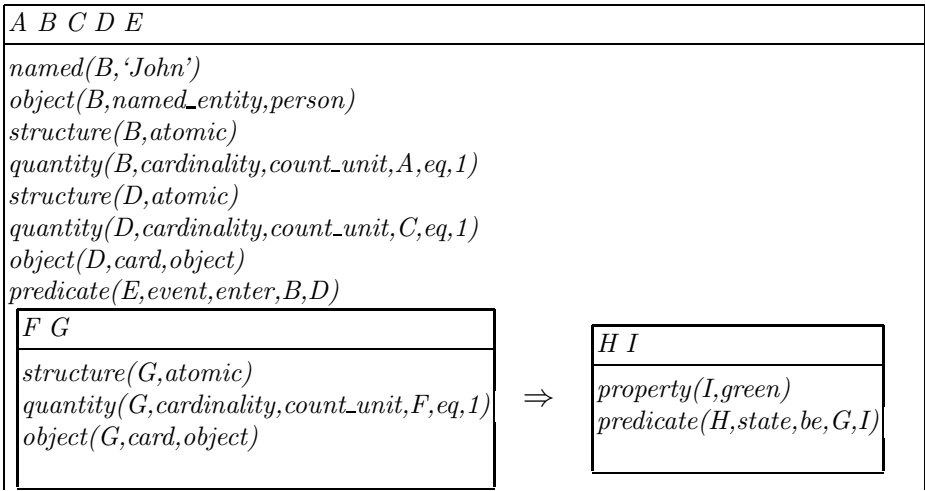 A B C D E
named(B,‘John’)
object(B,named_entity,person)
structure(B,atomic)
quantity(B,cardinality,count_unit,A,eq,1)
structure(D,atomic)
quantity(D,cardinality,count_unit,C,eq,1)
object(D,card,object)
predicate(E,event,enter,B,D)
F G
structure(G,atomic)
quantity(G,cardinality,count_unit,F,eq,1)
object(G,card,object)
⇒
H I
property(I,green)
predicate(H,state,be,G,I)